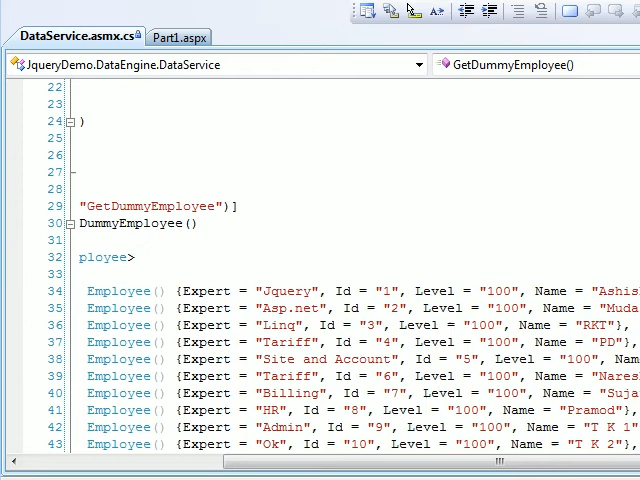 DataService.asmx.cs
Part1.aspx
JqueryDemo.DataEngine.DataService
GetDummyEmployee()
22
23
24 )
25
26
27
28
29 "GetDummyEmployee")]
30 DummyEmployee()
31
32 ployee>
33
34 Employee() {Expert = "Jquery", Id = "1", Level = "100", Name = "Ashis
35 Employee() {Expert = "Asp.net", Id = "2", Level = "100", Name = "Muda
36 Employee() {Expert = "Linq", Id = "3", Level = "100", Name = "RKT"},
37 Employee() {Expert = "Tariff", Id = "4", Level = "100", Name = "PD"},
38 Employee() {Expert = "Site and Account", Id = "5", Level = "100", Nam
39 Employee() {Expert = "Tariff", Id = "6", Level = "100", Name = "Nares
40 Employee() {Expert = "Billing", Id = "7", Level = "100", Name = "Suja
41 Employee() {Expert = "HR", Id = "8", Level = "100", Name = "Pramod"},
42 Employee() {Expert = "Admin", Id = "9", Level = "100", Name = "T K 1"
43 Employee() {Expert = "Ok", Id = "10", Level = "100", Name = "T K 2"},